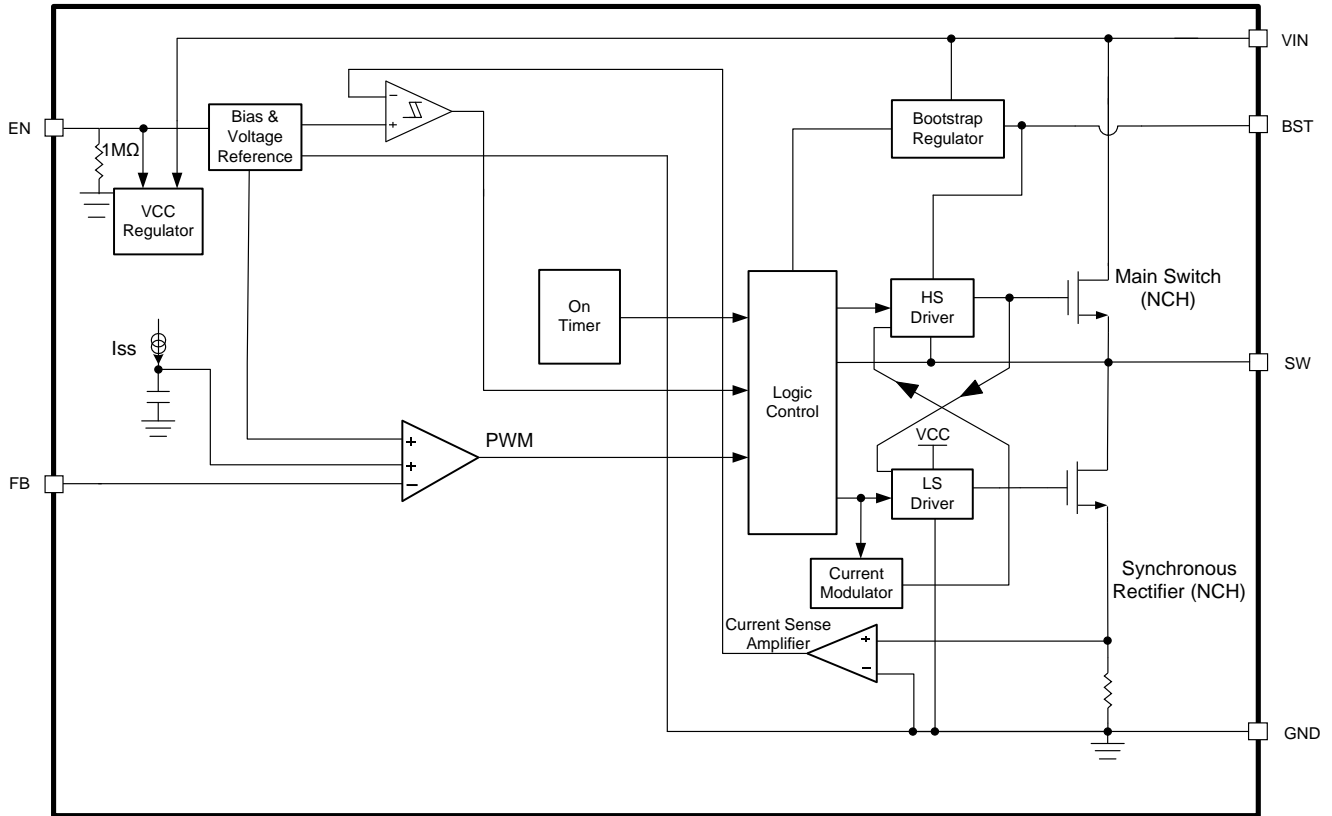 VIN
EN
1MΩ
Bias &
Voltage
Reference
-
+
Bootstrap
Regulator
BST
VCC
Regulator
On
Timer
HS
Driver
Main Switch
(NCH)
Iss
Logic
Control
SW
+
+
-
PWM
FB
VCC
LS
Driver
Current
Modulator
Synchronous
Rectifier (NCH)
Current Sense
Amplifier
+
-
GND